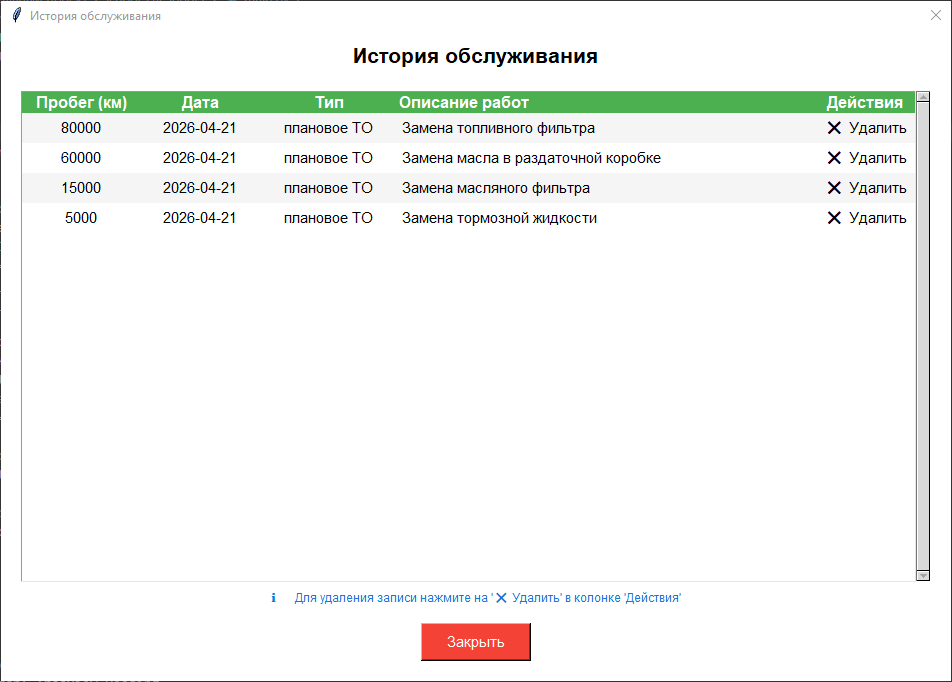 История обслуживания
История обслуживания
Пробег (км) Дата Тип Описание работ Действия
80000 2026-04-21 плановое ТО Замена топливного фильтра ✕ Удалить
60000 2026-04-21 плановое ТО Замена масла в раздаточной коробке ✕ Удалить
15000 2026-04-21 плановое ТО Замена масляного фильтра ✕ Удалить
5000 2026-04-21 плановое ТО Замена тормозной жидкости ✕ Удалить
ℹ Для удаления записи нажмите на '✕ Удалить' в колонке 'Действия'
Закрыть